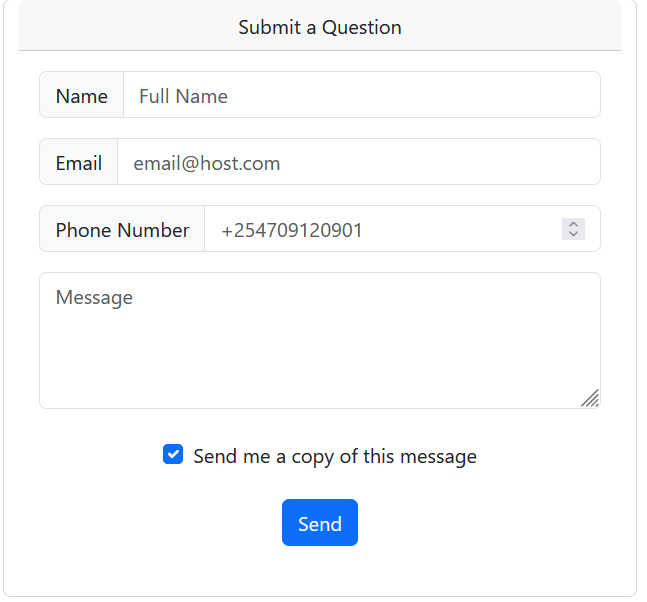 Submit a Question
Name Full Name
Email email@host.com
Phone Number +254709120901
Message
Send me a copy of this message
Send